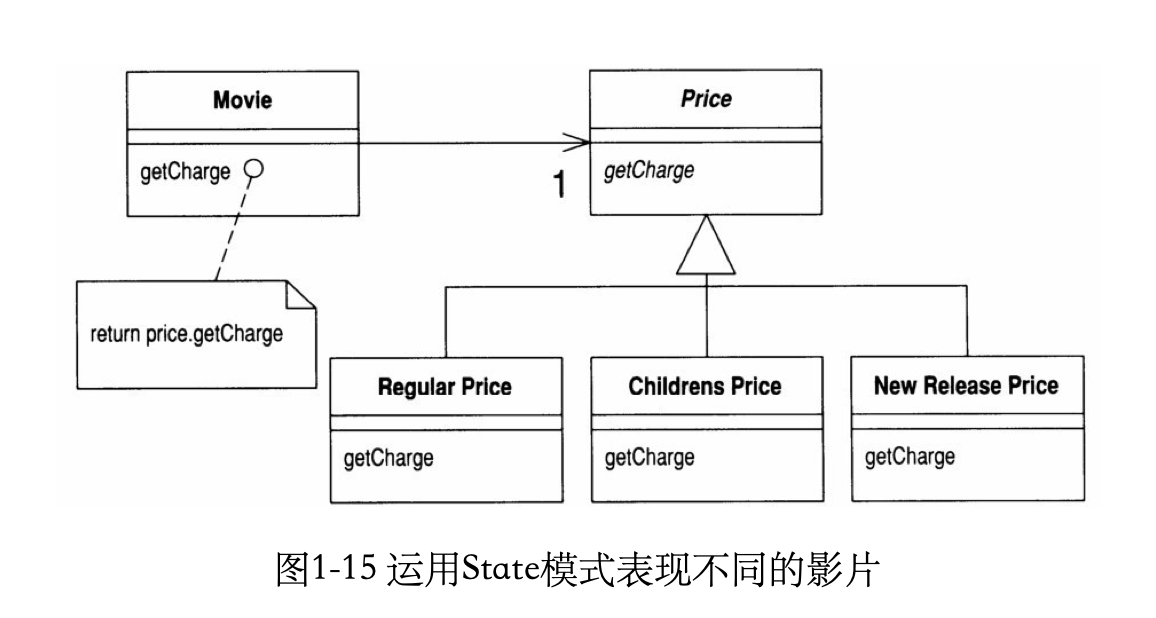 Movie
getCharge
1
Price
getCharge
return price.getCharge
Regular Price
getCharge
Childrens Price
getCharge
New Release Price
getCharge
图1-15 运用State模式表现不同的影片